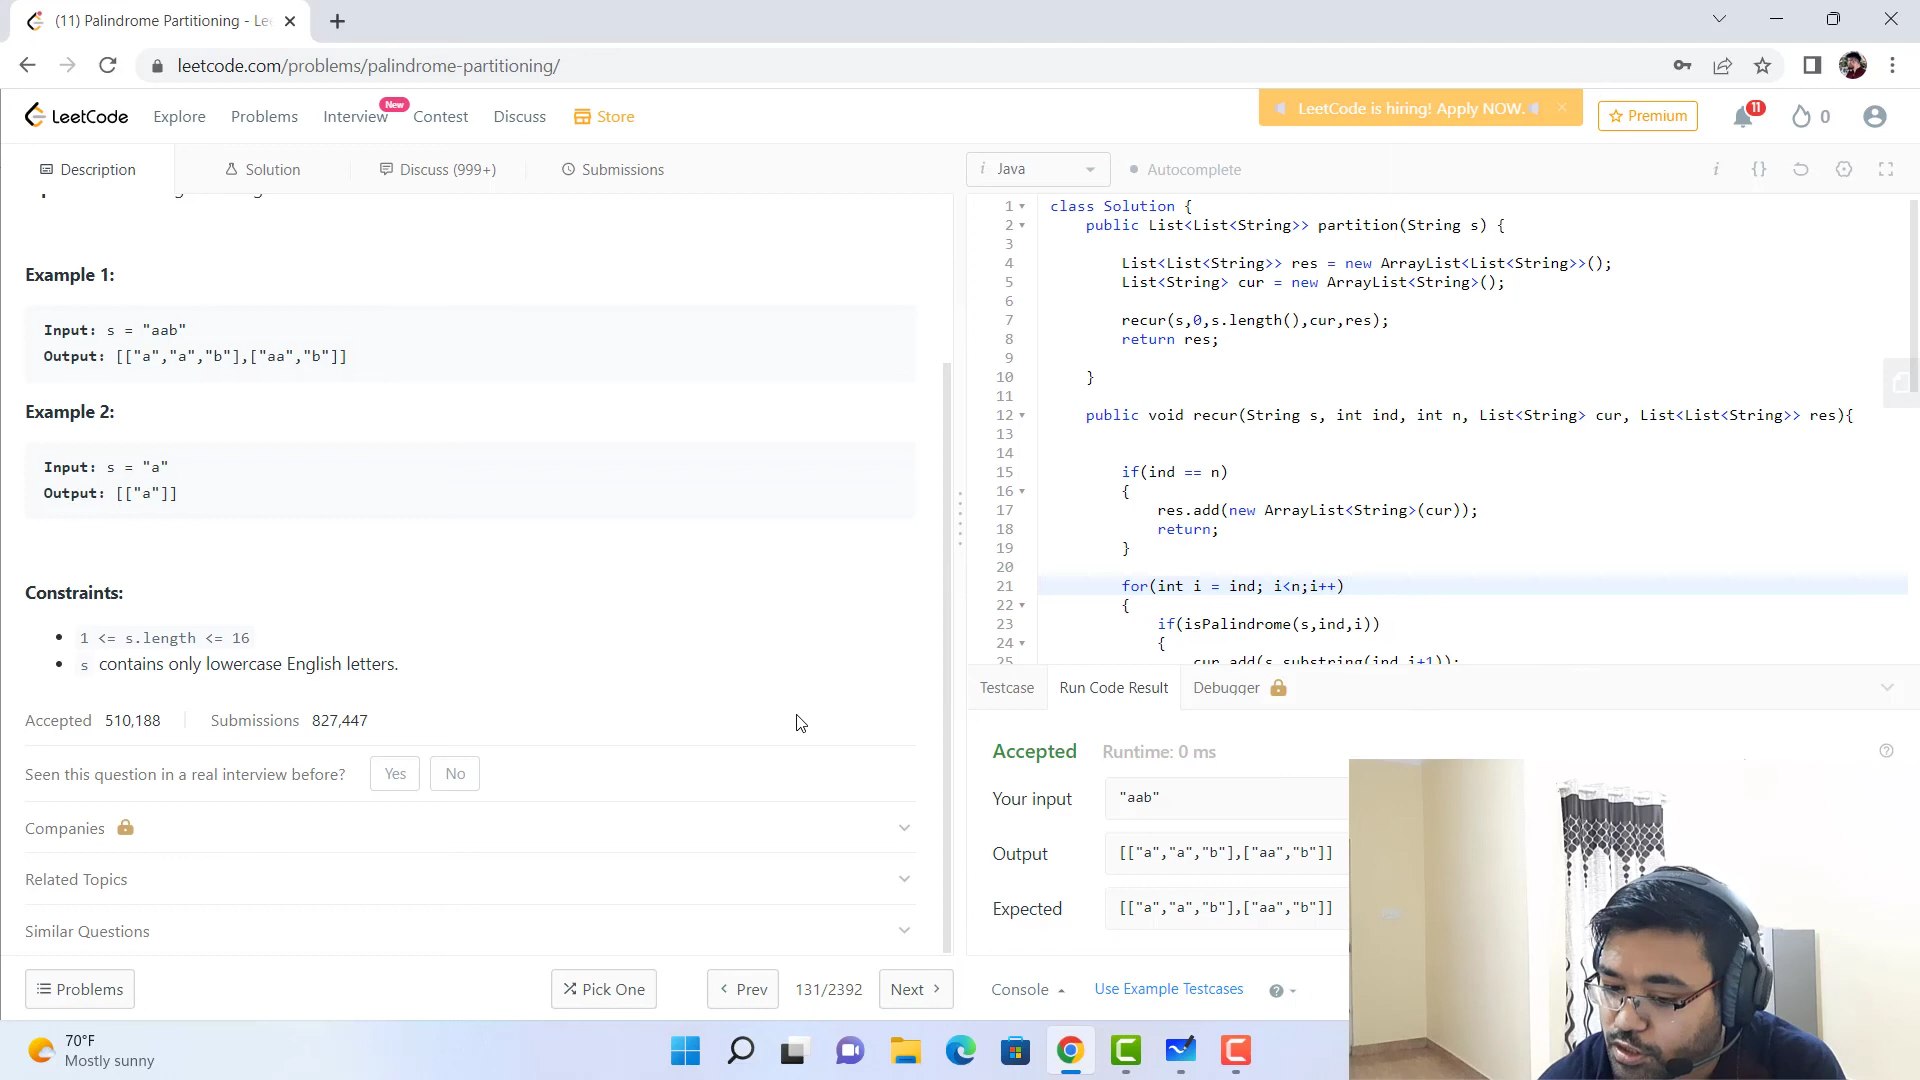 (11) Palindrome Partitioning - Le
leetcode.com/problems/palindrome-partitioning/
LeetCode
Explore
Problems
Interview
New
Contest
Discuss
Store
LeetCode is hiring! Apply NOW.
Premium
11
0
Description
Solution
Discuss (999+)
Submissions
Example 1:
Input: s = "aab"
Output: [["a","a","b"],["aa","b"]]
Example 2:
Input: s = "a"
Output: [["a"]]
Constraints:
1 <= s.length <= 16
s contains only lowercase English letters.
Accepted 510,188
Submissions 827,447
Seen this question in a real interview before?
Yes
No
Companies
Related Topics
Similar Questions
Problems
Pick One
Prev
131/2392
Next
i Java
Autocomplete
i
{}
1 class Solution {
2 public List<List<String>> partition(String s) {
3
4 List<List<String>> res = new ArrayList<List<String>>();
5 List<String> cur = new ArrayList<String>();
6
7 recur(s,0,s.length(),cur,res);
8 return res;
9
10 }
11
12 public void recur(String s, int ind, int n, List<String> cur, List<List<String>> res){
13
14
15 if(ind == n)
16 {
17 res.add(new ArrayList<String>(cur));
18 return;
19 }
20
21 for(int i = ind; i<n;i++)
22 {
23 if(isPalindrome(s,ind,i))
24 {
25 cur.add(s.substring(ind,i+1));
Testcase
Run Code Result
Debugger
Accepted Runtime: 0 ms
Your input "aab"
Output [["a","a","b"],["aa","b"]]
Expected [["a","a","b"],["aa","b"]]
Console
Use Example Testcases
70°F
Mostly sunny